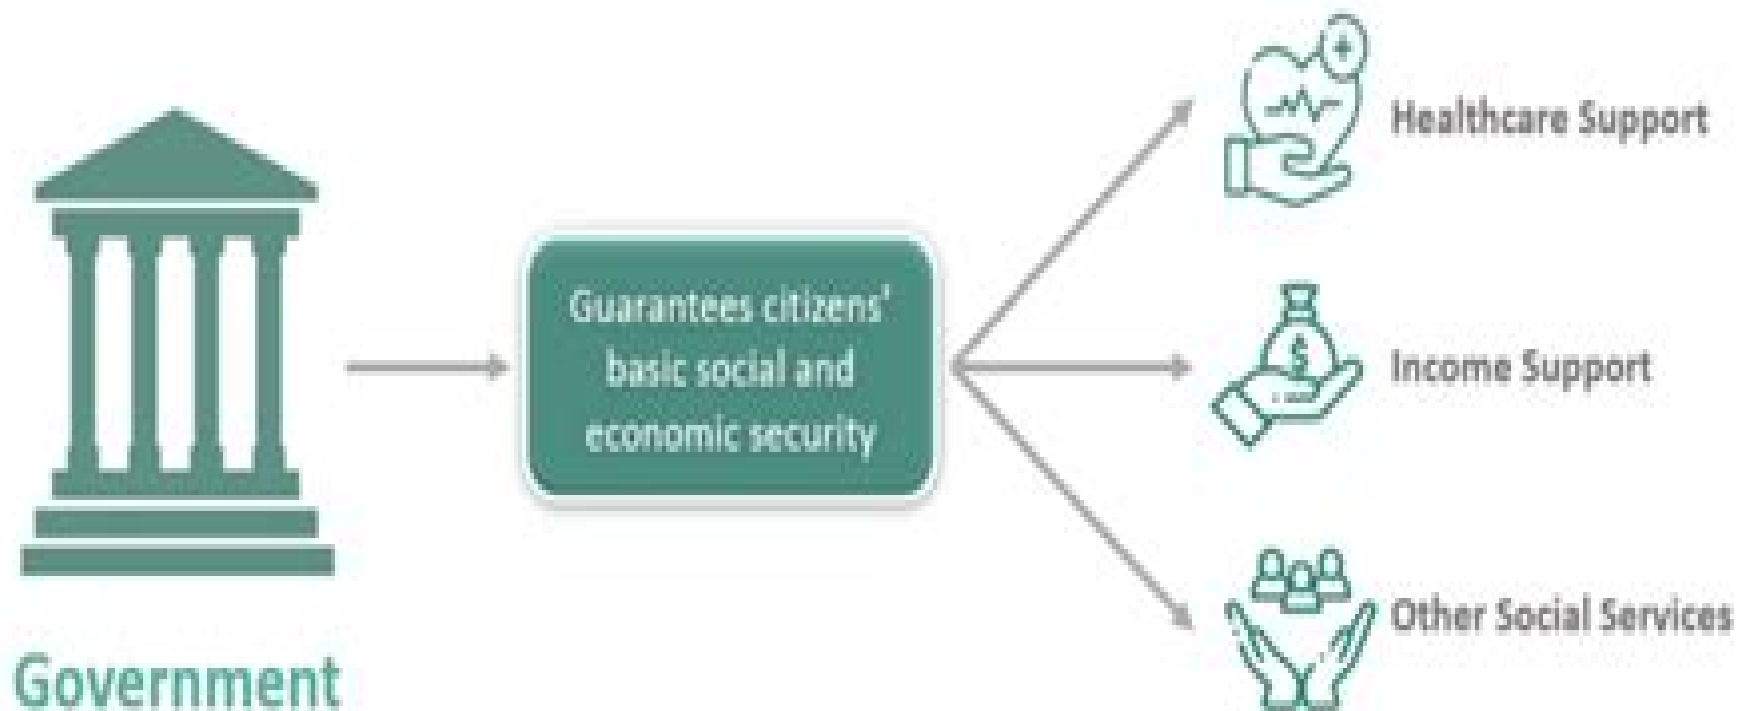 Healthcare Support
Guarantees citizens'
basic social and
economic security
Income Support
Other Social Services
Government